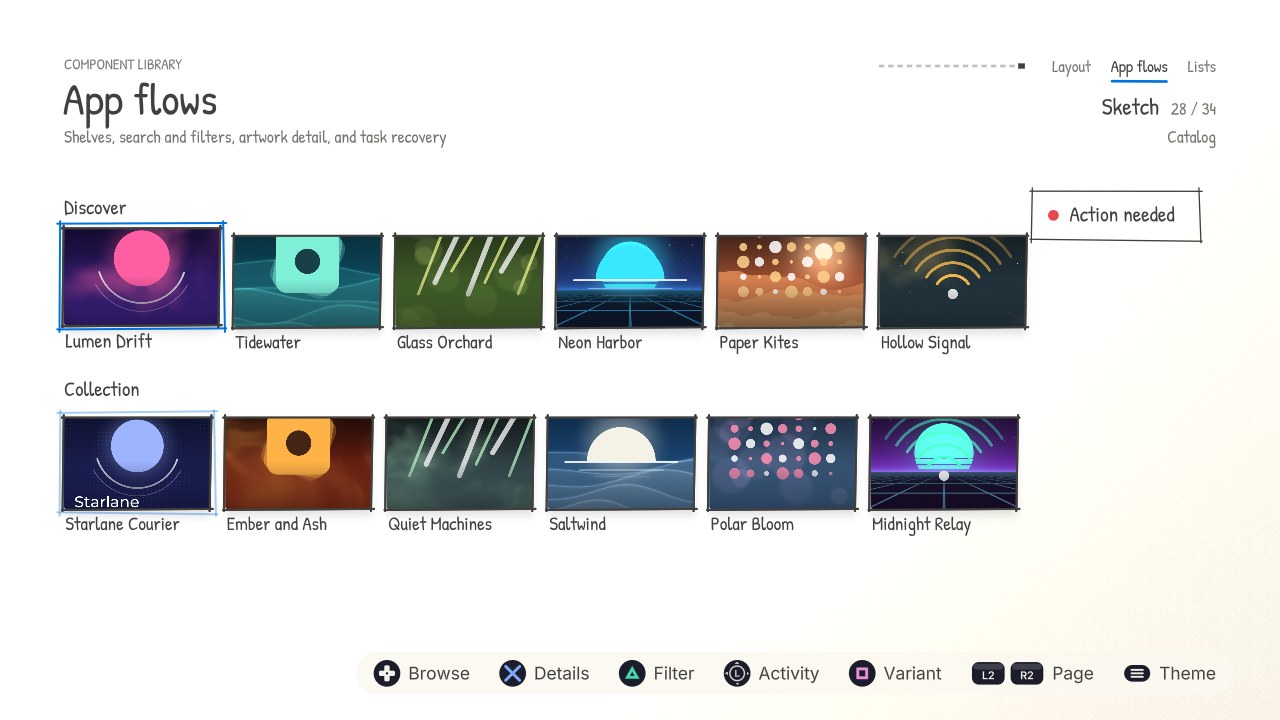 COMPONENT LIBRARY
App flows
Shelves, search and filters, artwork detail, and task recovery
Layout App flows Lists
Sketch 28 / 34
Catalog
Action needed
Discover
Lumen Drift
Tidewater
Glass Orchard
Neon Harbor
Paper Kites
Hollow Signal
Collection
Starlane
Starlane Courier
Ember and Ash
Quiet Machines
Saltwind
Polar Bloom
Midnight Relay
Browse Details Filter L Activity Variant L2 R2 Page Theme